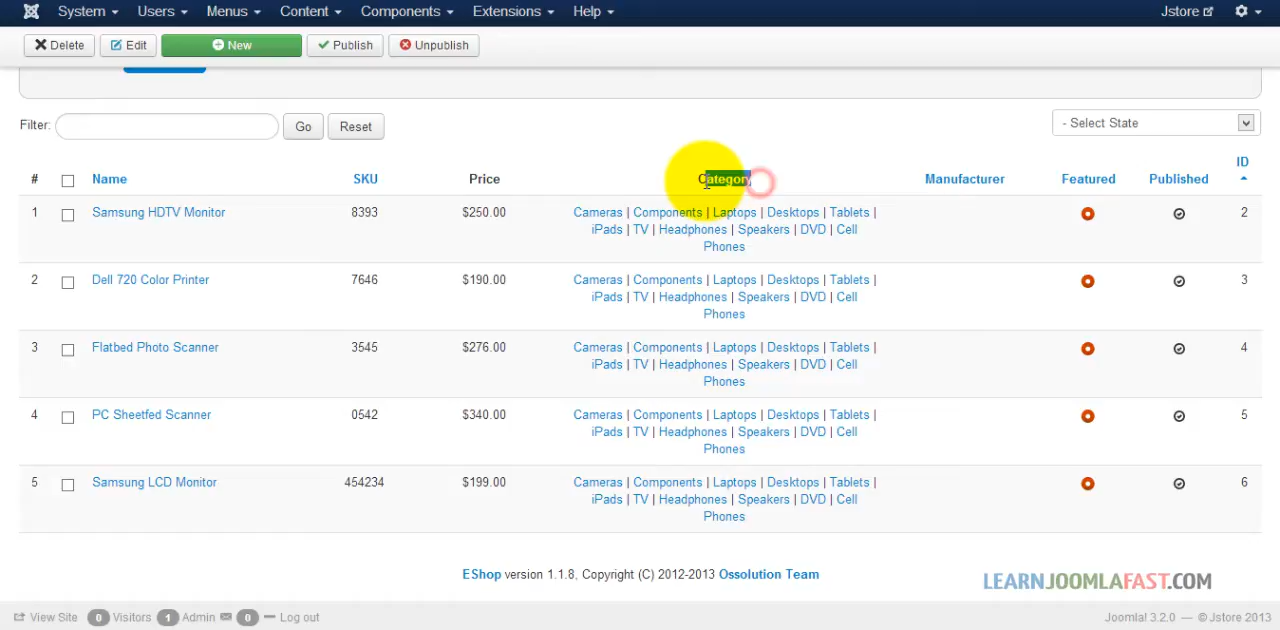 System Users Menus Content Components Extensions Help Jstore
Delete Edit New Publish Unpublish
Filter: Go Reset - Select State
# Name SKU Price Category Manufacturer Featured Published ID
1 Samsung HDTV Monitor 8393 $250.00 Cameras | Components | Laptops | Desktops | Tablets | 2
iPads | TV | Headphones | Speakers | DVD | Cell
Phones
2 Dell 720 Color Printer 7646 $190.00 Cameras | Components | Laptops | Desktops | Tablets | 3
iPads | TV | Headphones | Speakers | DVD | Cell
Phones
3 Flatbed Photo Scanner 3545 $276.00 Cameras | Components | Laptops | Desktops | Tablets | 4
iPads | TV | Headphones | Speakers | DVD | Cell
Phones
4 PC Sheetfed Scanner 0542 $340.00 Cameras | Components | Laptops | Desktops | Tablets | 5
iPads | TV | Headphones | Speakers | DVD | Cell
Phones
5 Samsung LCD Monitor 454234 $199.00 Cameras | Components | Laptops | Desktops | Tablets | 6
iPads | TV | Headphones | Speakers | DVD | Cell
Phones
EShop version 1.1.8, Copyright (C) 2012-2013 Ossolution Team
LEARNJOOMLAFAST.COM
View Site 0 Visitors 1 Admin 0 Log out Joomla! 3.2.0 — © Jstore 2013